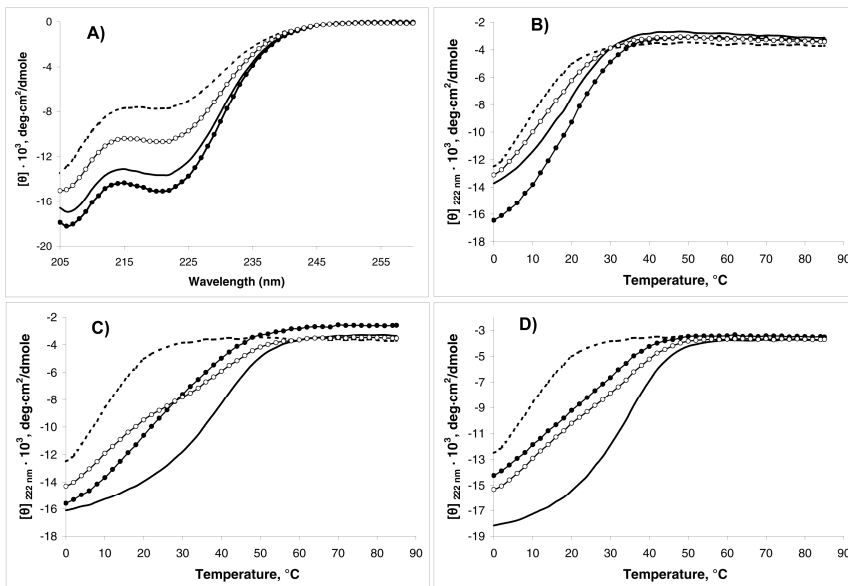 A)
0
-4
-8
-12
-16
-20
[θ] · 10³, deg·cm²/dmole
205 215 225 235 245 255
Wavelength (nm)
B)
-2
-4
-6
-8
-10
-12
-14
-16
-18
[θ] 222 nm · 10³, deg·cm²/dmole
0 10 20 30 40 50 60 70 80 90
Temperature, °C
C)
-2
-4
-6
-8
-10
-12
-14
-16
-18
[θ] 222 nm · 10³, deg·cm²/dmole
0 10 20 30 40 50 60 70 80 90
Temperature, °C
D)
-3
-5
-7
-9
-11
-13
-15
-17
-19
[θ] 222 nm · 10³, deg·cm²/dmole
0 10 20 30 40 50 60 70 80 90
Temperature, °C